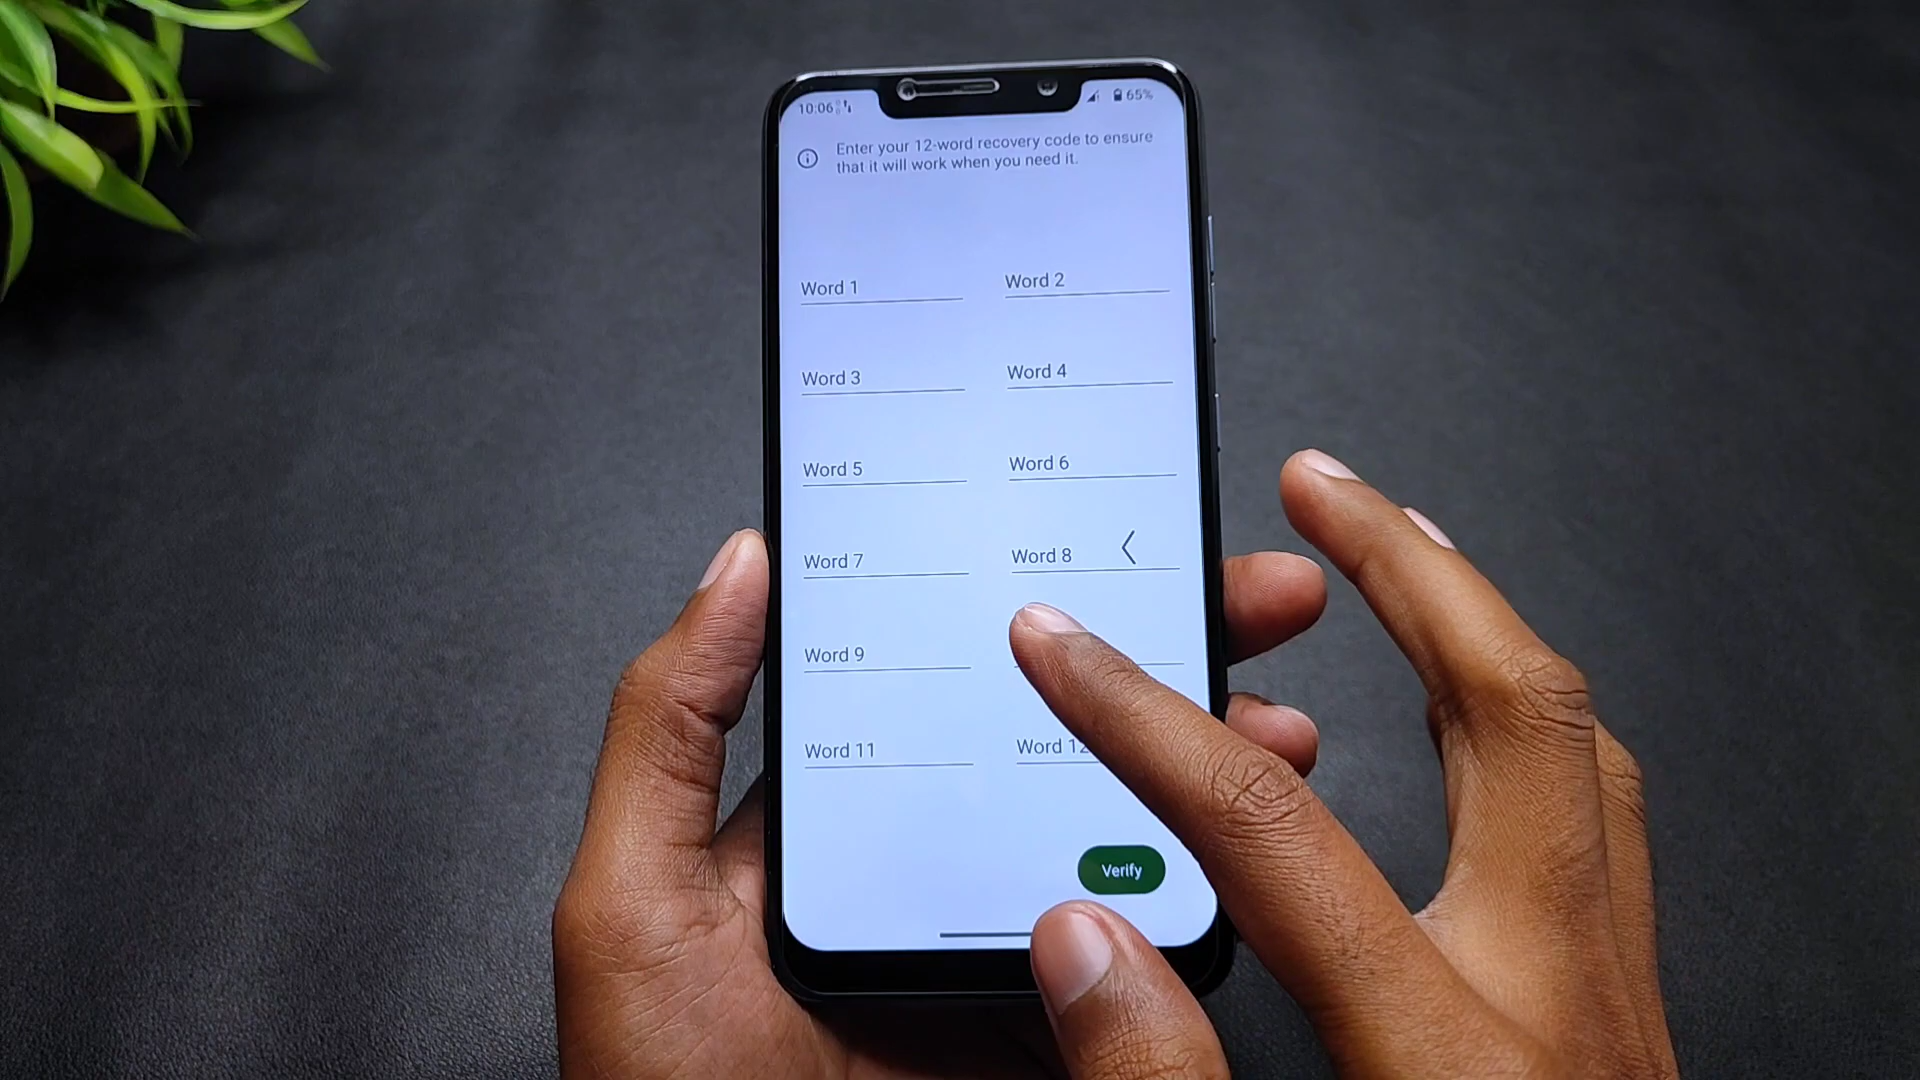 10:06
65%
Enter your 12-word recovery code to ensure
that it will work when you need it.
Word 1
Word 2
Word 3
Word 4
Word 5
Word 6
Word 7
Word 8
Word 9
Word 11
Word 12
Verify